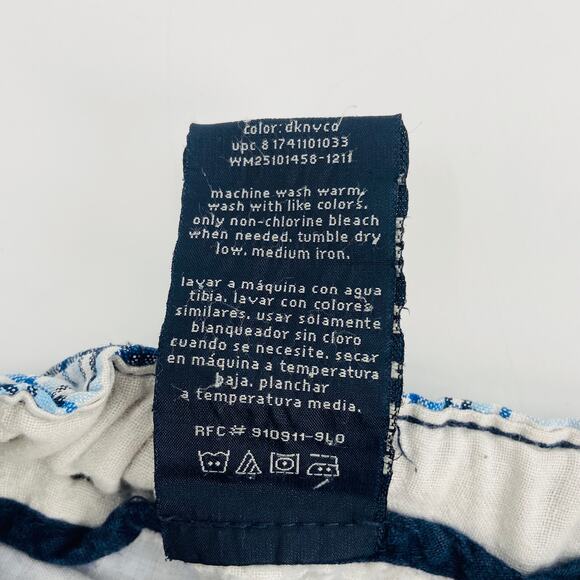 color: dknvcd
upc 8 1741101033
WM25101458-1211
machine wash warm,
wash with like colors.
only non-chlorine bleach
when needed. tumble dry
low. medium iron.
lavar a máquina con agua
tibia. lavar con colores
similares. usar solamente
blanqueador sin cloro
cuando se necesite. secar
en máquina a temperatura
baja. planchar
a temperatura media.
RFC# 910911-9L0